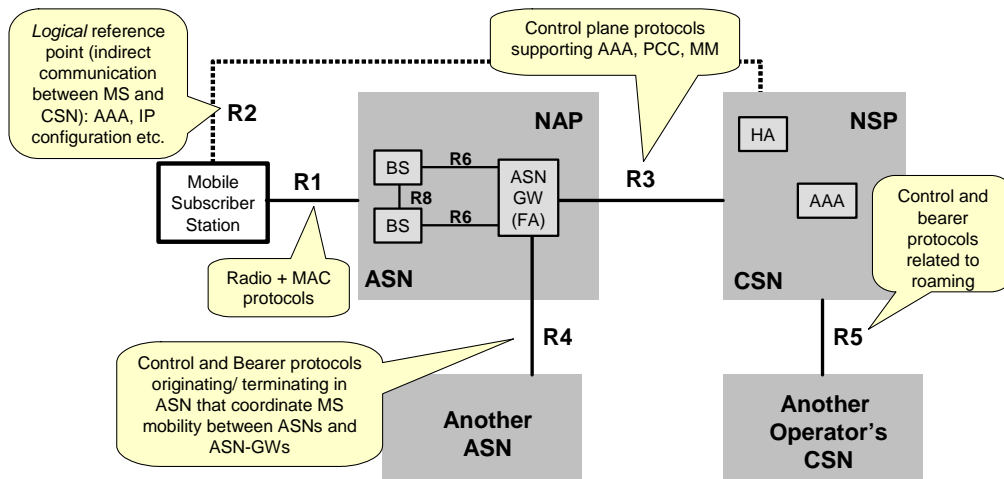 Logical reference
point (indirect
communication
between MS and
CSN): AAA, IP
configuration etc.
R2
Control plane protocols
supporting AAA, PCC, MM
NAP
NSP
HA
AAA
BS
R6
ASN
GW
(FA)
R8
BS
R6
R3
Mobile
Subscriber
Station
R1
Radio + MAC
protocols
ASN
CSN
Control and
bearer
protocols
related to
roaming
R4
R5
Control and Bearer protocols
originating/ terminating in
ASN that coordinate MS
mobility between ASNs and
ASN-GWs
Another
ASN
Another
Operator's
CSN